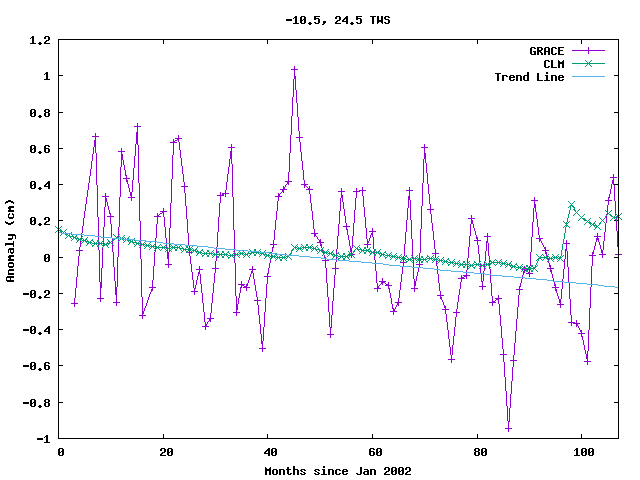 -10.5, 24.5 TWS
1.2
1
0.8
0.6
0.4
0.2
0
-0.2
-0.4
-0.6
-0.8
-1
Anomaly (cm)
GRACE
CLM
Trend Line
0 20 40 60 80 100
Months since Jan 2002